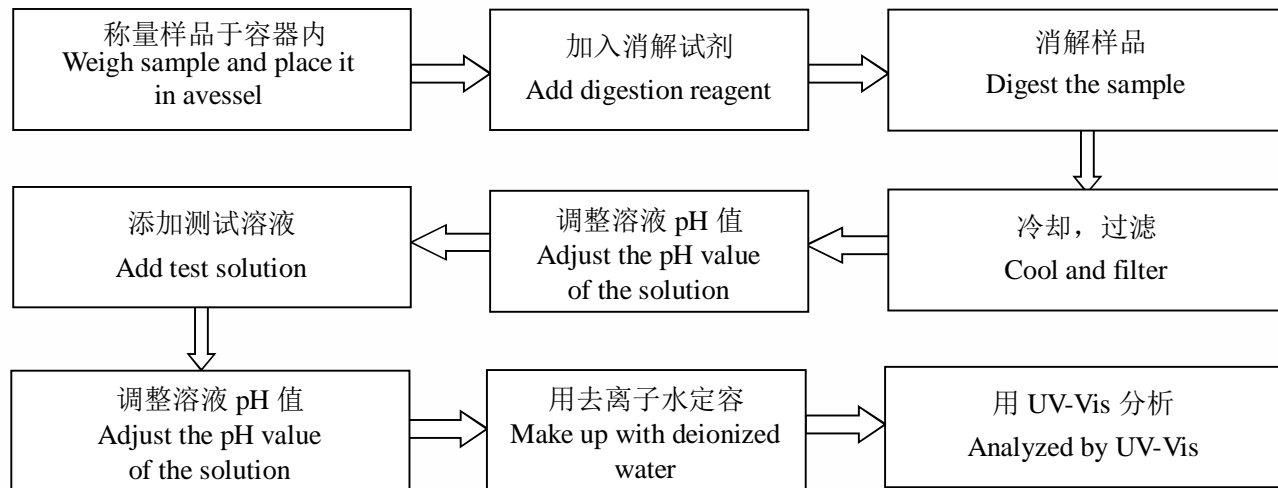 称量样品于容器内
Weigh sample and place it
in avessel
加入消解试剂
Add digestion reagent
消解样品
Digest the sample
冷却，过滤
Cool and filter
调整溶液 pH 值
Adjust the pH value
of the solution
添加测试溶液
Add test solution
调整溶液 pH 值
Adjust the pH value
of the solution
用去离子水定容
Make up with deionized
water
用 UV-Vis 分析
Analyzed by UV-Vis